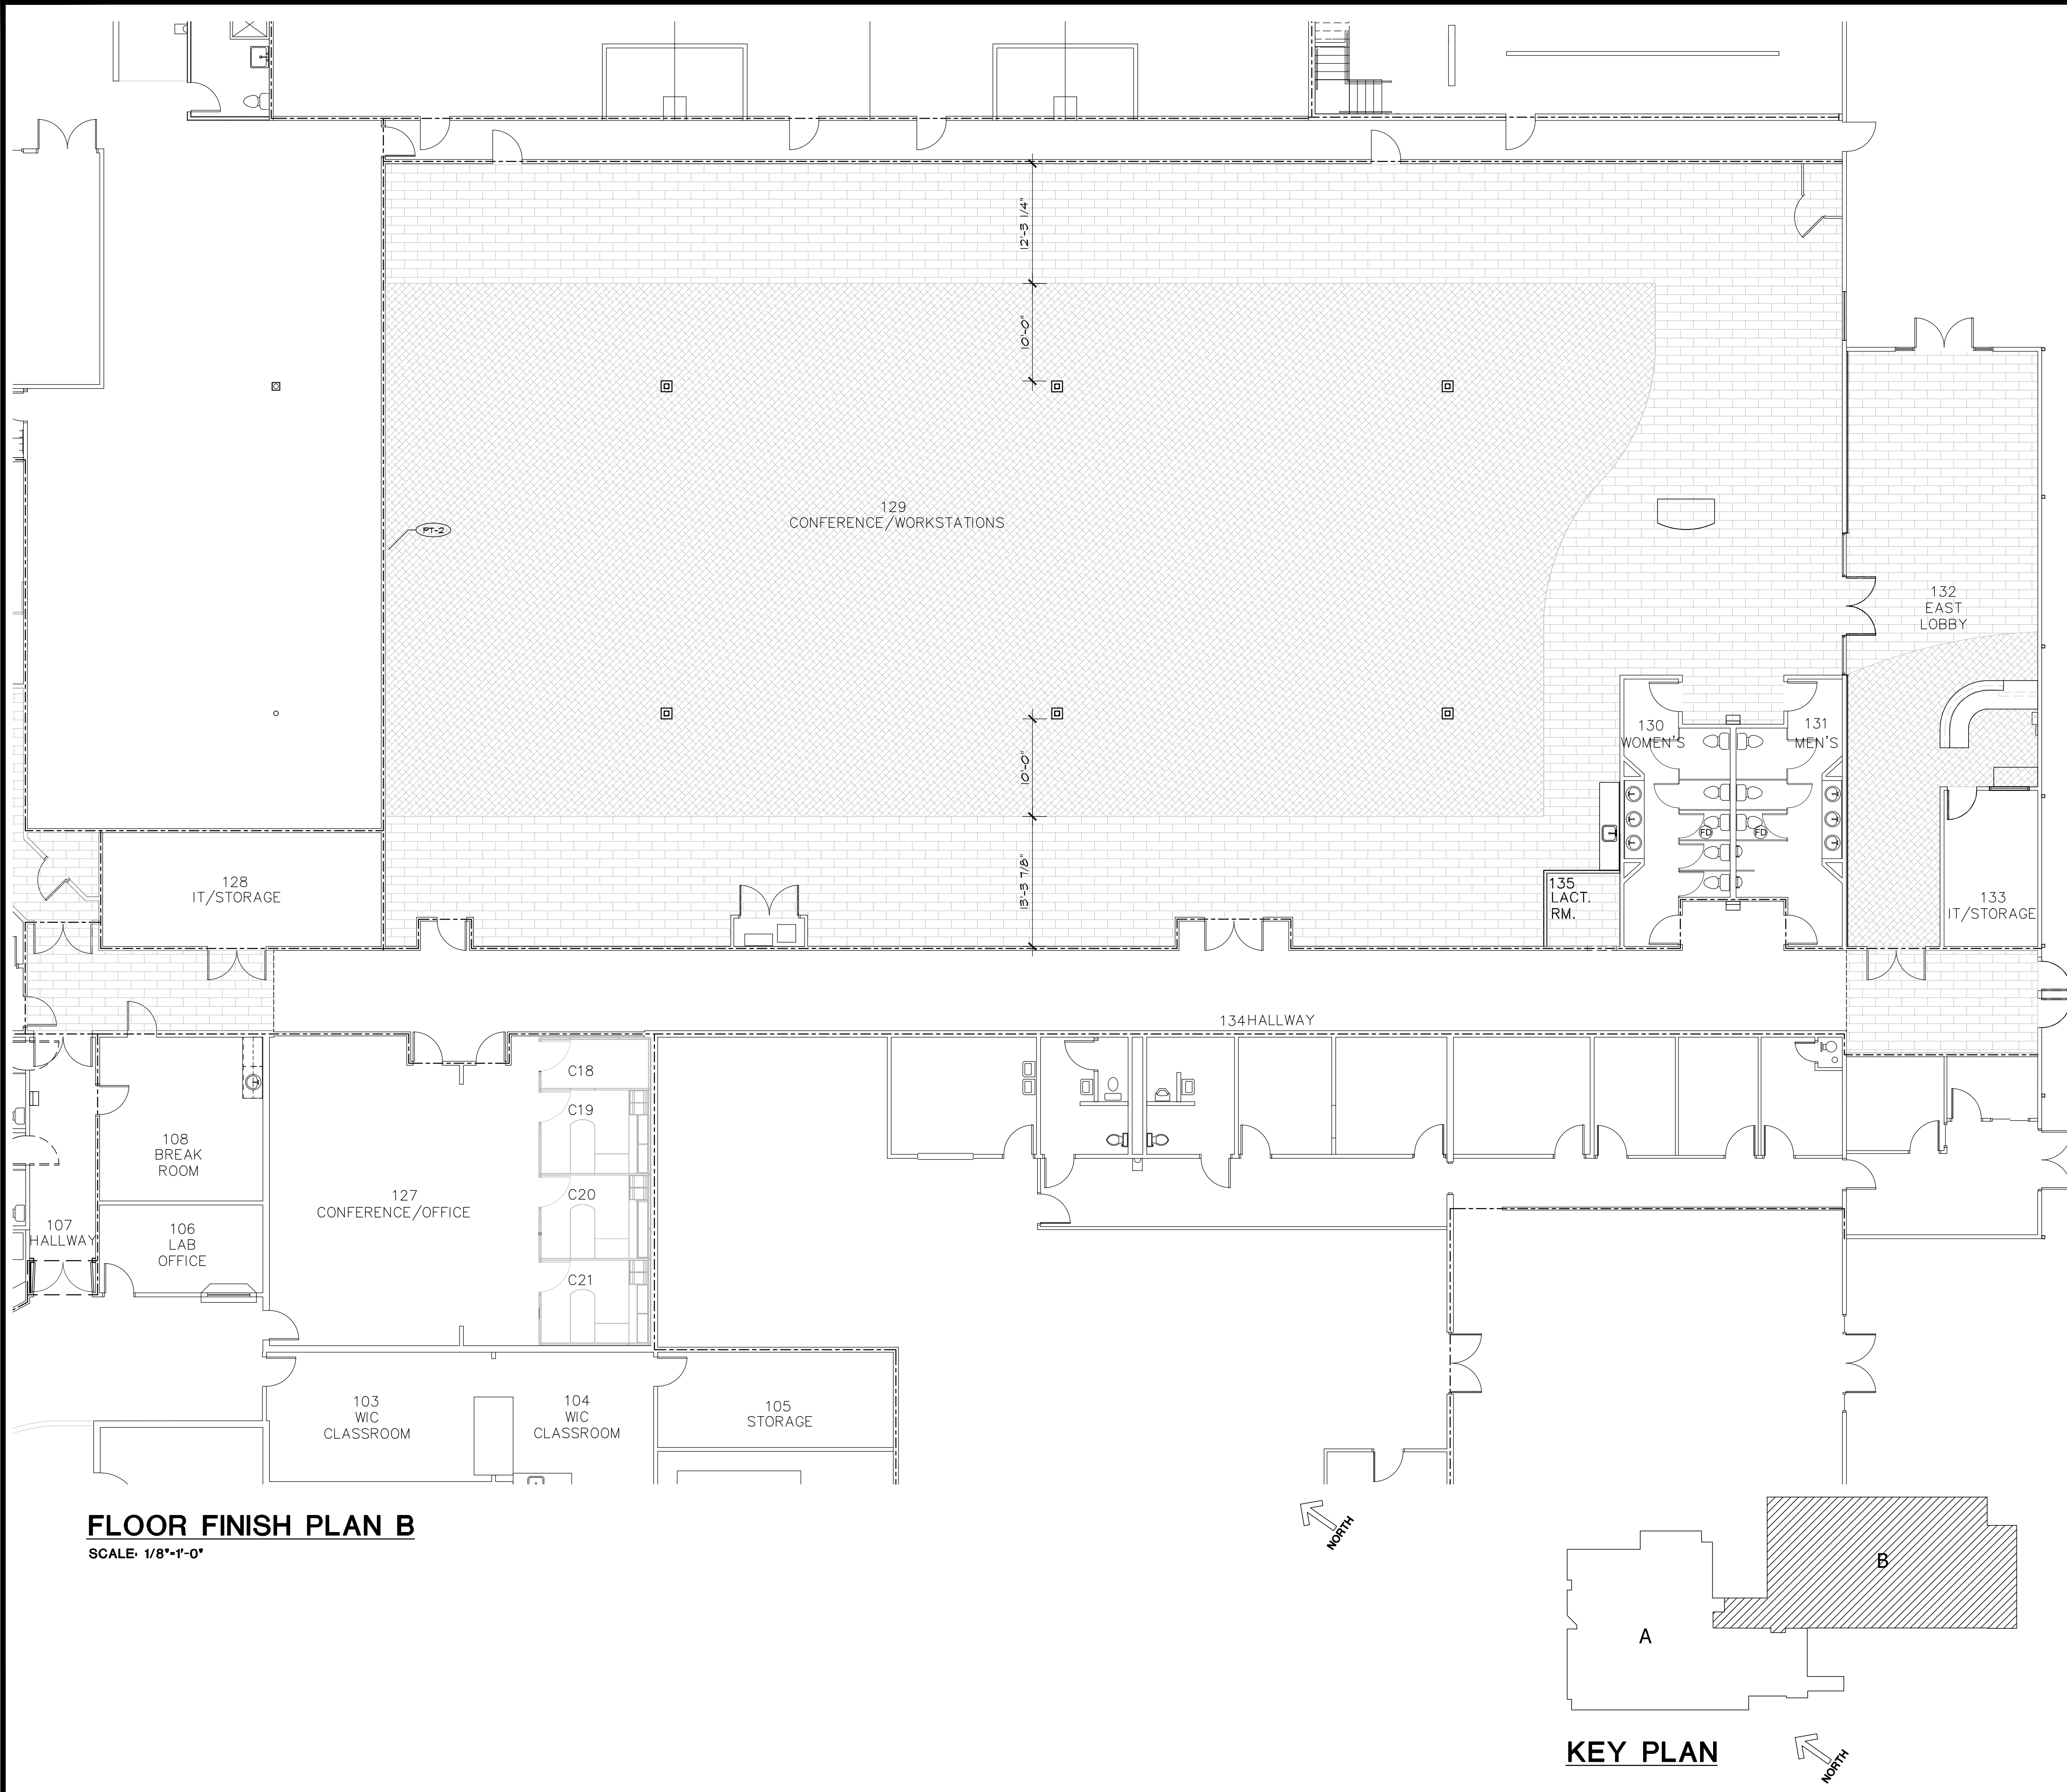 12'-3 1/4"
10'-0"
129
CONFERENCE/WORKSTATIONS
PT-2
132
EAST
LOBBY
130
WOMEN'S
131
MEN'S
10'-0"
FD
FD
13'-3 7/8"
128
IT/STORAGE
135
LACT.
RM.
133
IT/STORAGE
134HALLWAY
C18
C19
108
BREAK
ROOM
127
CONFERENCE/OFFICE
C20
107
HALLWAY
106
LAB
OFFICE
C21
103
WIC
CLASSROOM
104
WIC
CLASSROOM
105
STORAGE
FLOOR FINISH PLAN B
SCALE: 1/8"=1'-0"
NORTH
B
A
KEY PLAN
NORTH